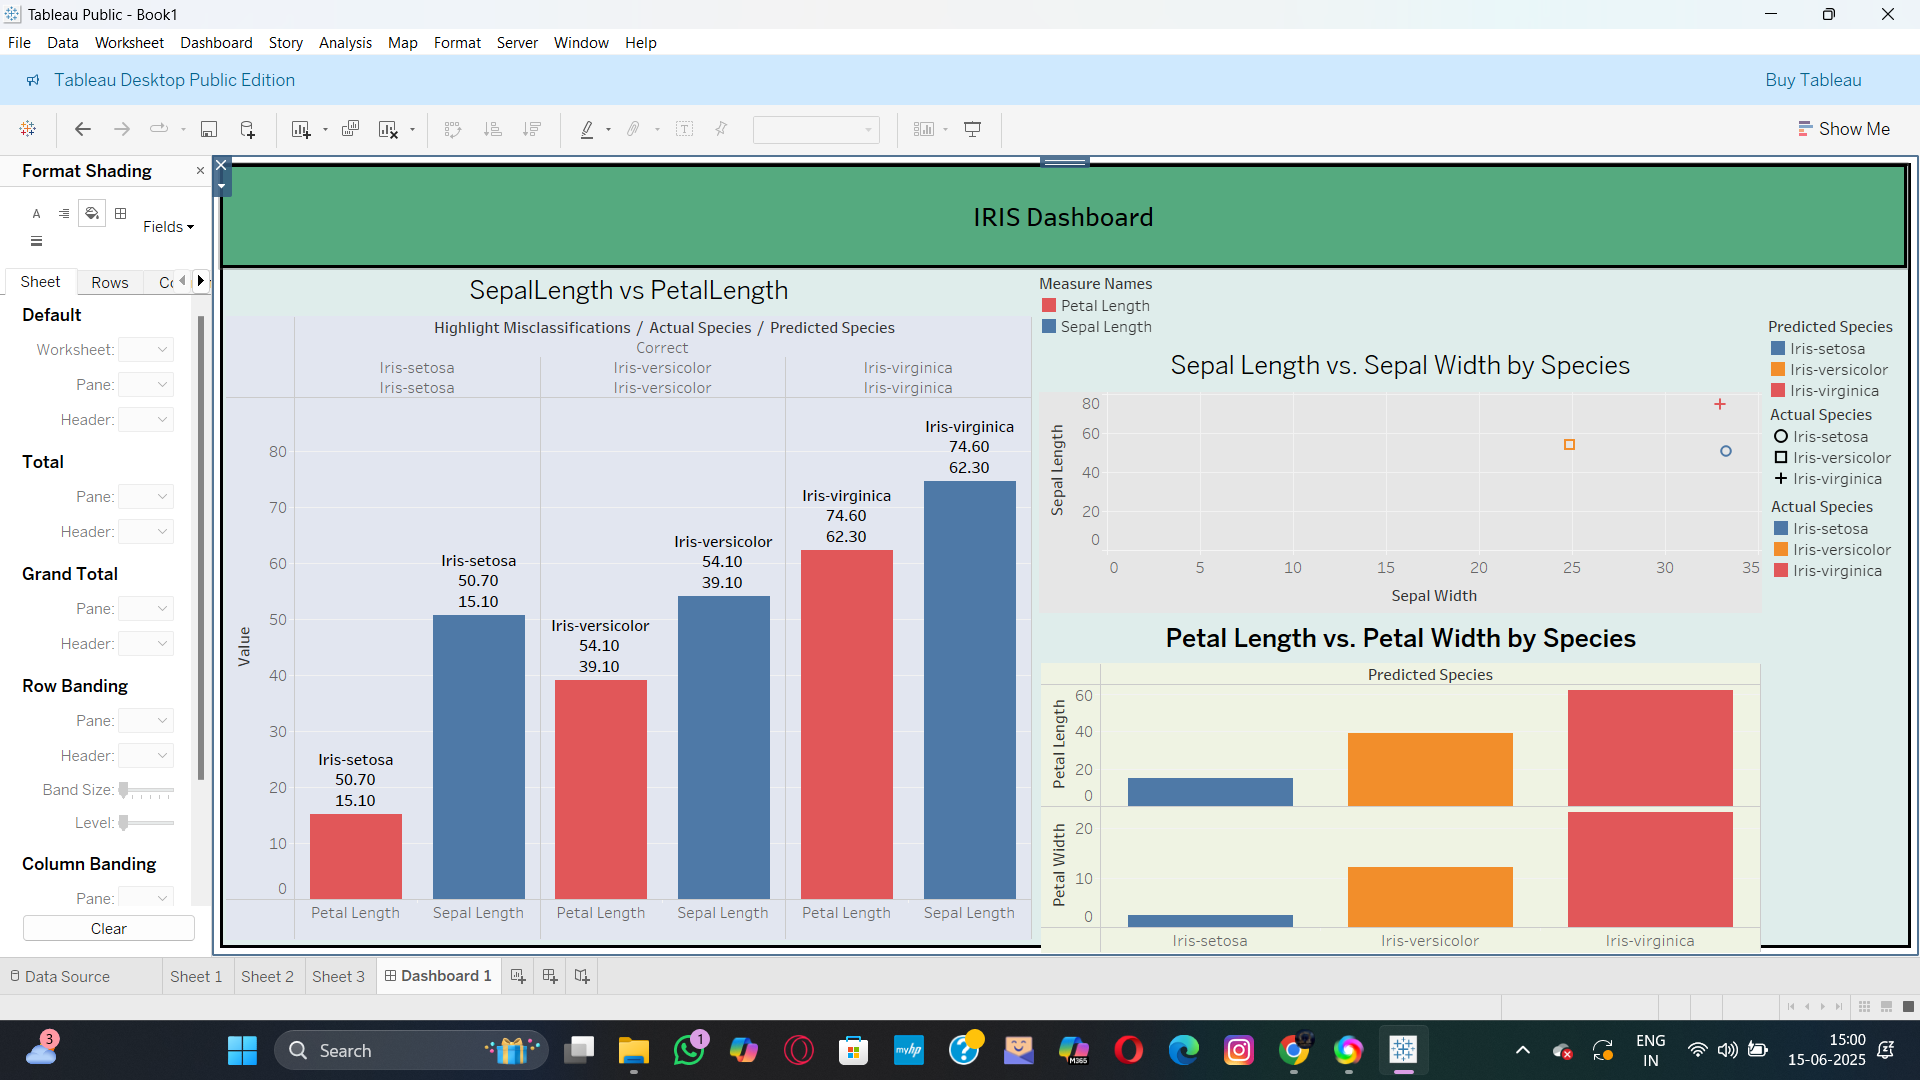 Tableau Public - Book1
File Data Worksheet Dashboard Story Analysis Map Format Server Window Help
Tableau Desktop Public Edition
Buy Tableau
Show Me
Format Shading
Fields
Sheet
Rows
Default
Worksheet:
Pane:
Header:
Total
Pane:
Header:
Grand Total
Pane:
Header:
Row Banding
Pane:
Header:
Band Size:
Level:
Column Banding
Pane:
Clear
IRIS Dashboard
SepalLength vs PetalLength
Highlight Misclassifications / Actual Species / Predicted Species
Correct
Iris-setosa Iris-versicolor Iris-virginica
Iris-setosa Iris-versicolor Iris-virginica
Value
80
70
60
50
40
30
20
10
0
Iris-setosa
50.70
15.10
Iris-setosa
50.70
15.10
Iris-versicolor
54.10
39.10
Iris-versicolor
54.10
39.10
Iris-virginica
74.60
62.30
Iris-virginica
74.60
62.30
Petal Length Sepal Length Petal Length Sepal Length Petal Length Sepal Length
Measure Names
Petal Length
Sepal Length
Sepal Length vs. Sepal Width by Species
Sepal Length
80
60
40
20
0
0 5 10 15 20 25 30 35
Sepal Width
Predicted Species
Iris-setosa
Iris-versicolor
Iris-virginica
Actual Species
Iris-setosa
Iris-versicolor
Iris-virginica
Actual Species
Iris-setosa
Iris-versicolor
Iris-virginica
Petal Length vs. Petal Width by Species
Predicted Species
Petal Length
60
40
20
0
Petal Width
20
10
0
Iris-setosa Iris-versicolor Iris-virginica
Data Source Sheet 1 Sheet 2 Sheet 3 Dashboard 1
3
Search
1
myhp
M365
ENG
IN
15:00
15-06-2025